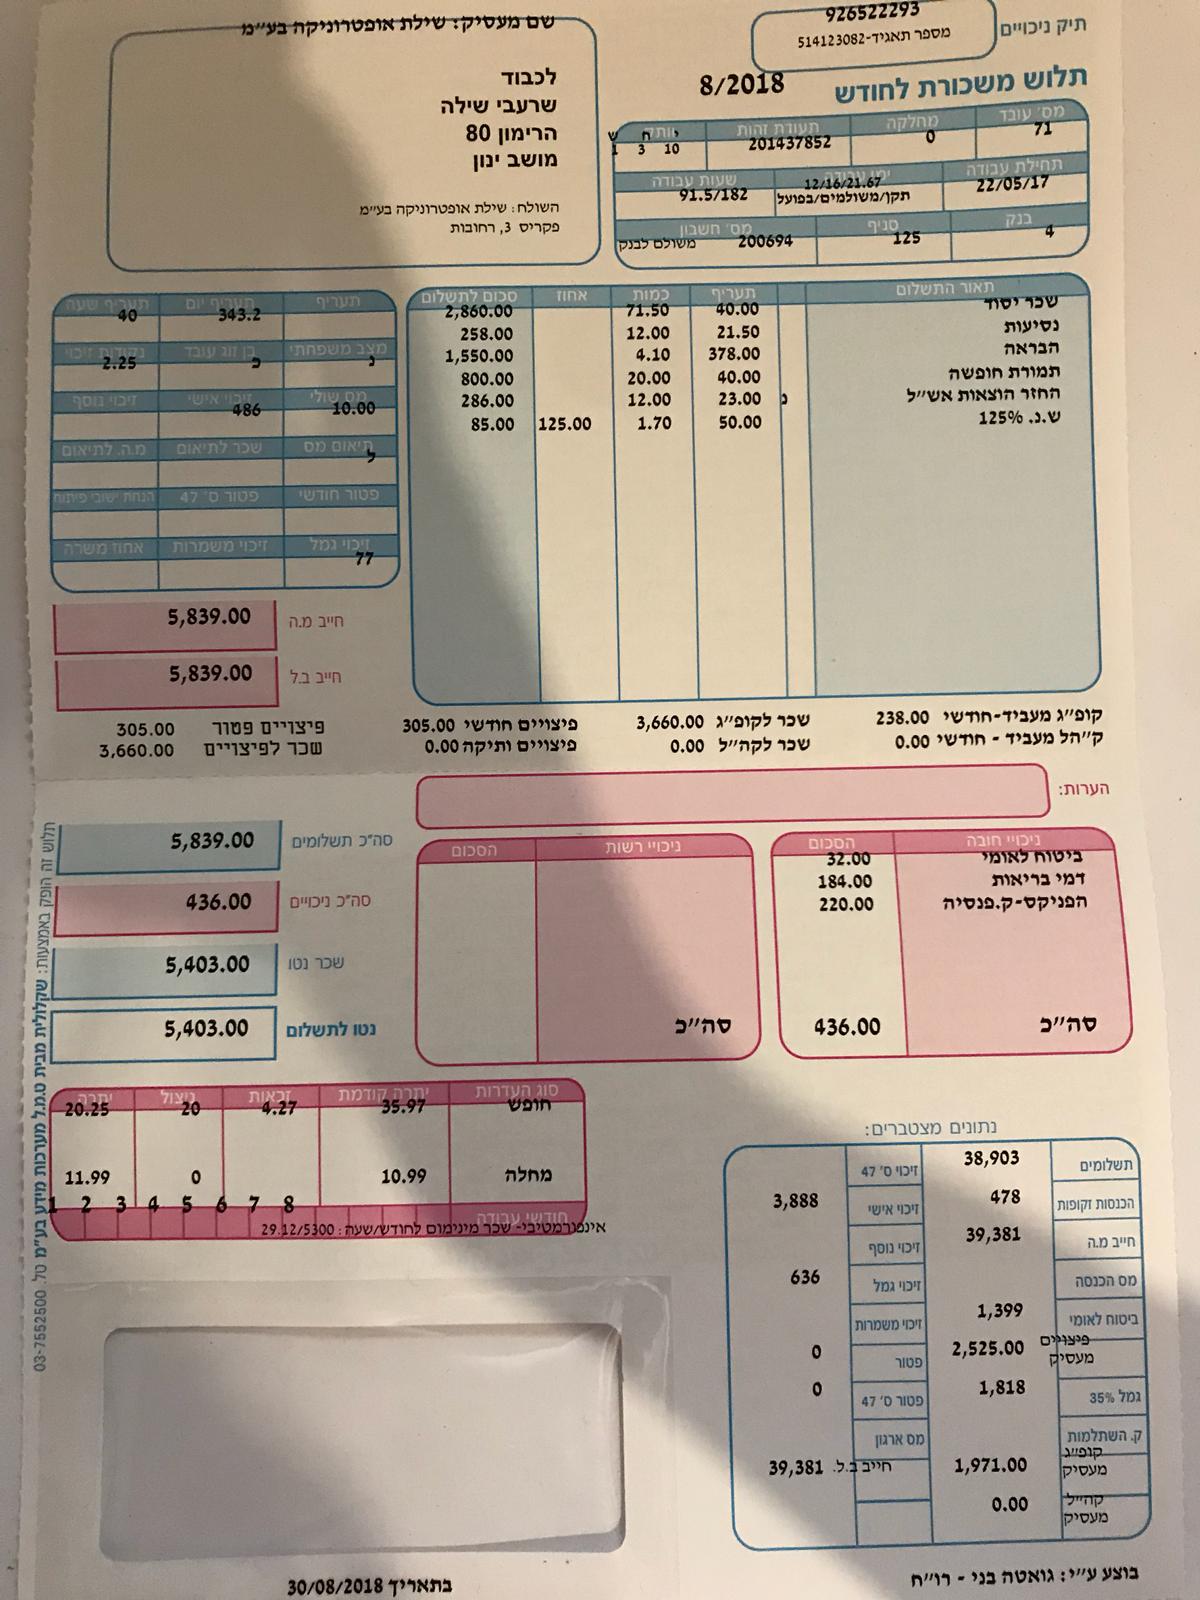 תיק ניכויים
926522293
מספר תאגיד-514123082
שם מעסיק: שילת אופטרוניקה בע״מ
תלוש משכורת לחודש 8/2018
לכבוד
שרעבי שילה
הרימון 80
מושב ינון
השולח: שילת אופטרוניקה בע״מ
פקריס 3, רחובות
מס׳ עובד מחלקה תעודת זהות ותק י ח ש
71 0 201437852 10 3 1
תחילת עבודה ימי עבודה שעות עבודה
22/05/17 12/16/21.67 91.5/182
תקן/משולמים/בפועל
בנק סניף מס׳ חשבון
4 125 200694 משולם לבנק
תאור התשלום תעריף כמות אחוז סכום לתשלום
שכר יסוד 40.00 71.50 2,860.00
נסיעות 21.50 12.00 258.00
הבראה 378.00 4.10 1,550.00
תמורת חופשה 40.00 20.00 800.00
החזר הוצאות אש״ל נ 23.00 12.00 286.00
ש.נ. 125% 50.00 1.70 125.00 85.00
תעריף תעריף יום תעריף שעה
343.2 40
מצב משפחתי בן זוג עובד נקודות זיכוי
נ כ 2.25
מס שולי זיכוי אישי זיכוי נוסף
10.00 486
תיאום מס שכר לתיאום מ.ה. לתיאום
ל
פטור חודשי פטור ס׳ 47 הנחת ישובי פיתוח
זיכוי גמל זיכוי משמרות אחוז משרה
77
חייב מ.ה 5,839.00
חייב ב.ל 5,839.00
קופ״ג מעביד-חודשי 238.00 שכר לקופ״ג 3,660.00 פיצויים חודשי 305.00 פיצויים פטור 305.00
ק״הל מעביד - חודשי 0.00 שכר לקה״ל 0.00 פיצויים ותיקה 0.00 שכר לפיצויים 3,660.00
הערות:
ניכויי חובה הסכום ניכויי רשות הסכום
ביטוח לאומי 32.00
דמי בריאות 184.00
הפניקס-ק.פנסיה 220.00
סה״כ 436.00 סה״כ
סה״כ תשלומים 5,839.00
סה״כ ניכויים 436.00
שכר נטו 5,403.00
נטו לתשלום 5,403.00
סוג העדרות יתרה קודמת זכאות ניצול יתרה
חופש 35.97 4.27 20 20.25
מחלה 10.99 0 11.99
חודשי עבודה 1 2 3 4 5 6 7 8
אינפורמטיבי- שכר מינימום לחודש/שעה : 29.12/5300
נתונים מצטברים:
תשלומים 38,903 זיכוי ס׳ 47
הכנסות זקופות 478 זיכוי אישי 3,888
חייב מ.ה 39,381 זיכוי נוסף
מס הכנסה זיכוי גמל 636
ביטוח לאומי 1,399 זיכוי משמרות
פיצויים מעסיק 2,525.00 פטור 0
גמל 35% 1,818 פטור ס׳ 47 0
ק. השתלמות מס ארגון
קופ״ג מעסיק 1,971.00 חייב ב.ל. 39,381
קה״ל מעסיק 0.00
תלוש זה הופק באמצעות: שקלולית מבית ט.מ.ל מערכות מידע בע״מ טל. 03-7552500
בתאריך 30/08/2018
בוצע ע״י: גואטה בני - רו״ח